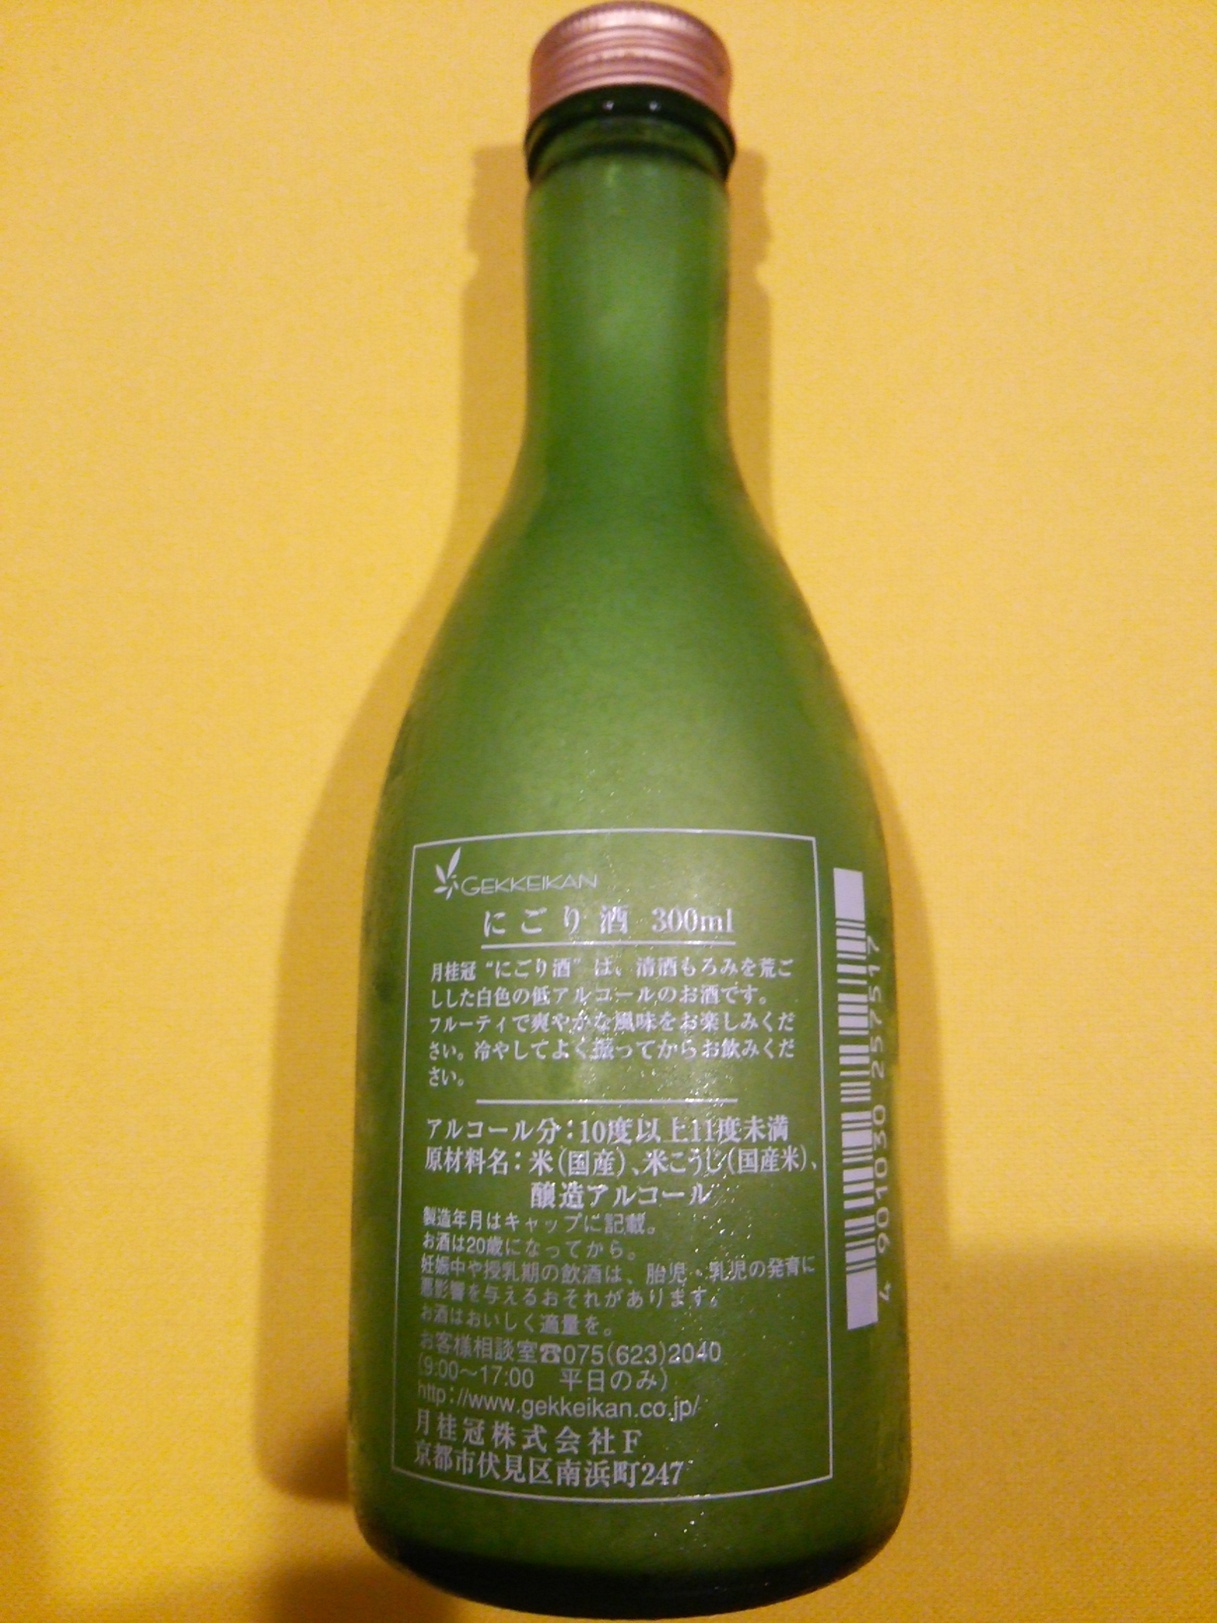 GEKKEIKAN
にごり酒 300ml
月桂冠“にごり酒”は、清酒もろみを荒ご
しした白色の低アルコールのお酒です。
フルーティで爽やかな風味をお楽しみくだ
さい。冷やしてよく振ってからお飲みくだ
さい。
アルコール分:10度以上11度未満
原材料名:米(国産)、米こうじ(国産米)、
醸造アルコール
製造年月はキャップに記載。
お酒は20歳になってから。
妊娠中や授乳期の飲酒は、胎児・乳児の発育に
悪影響を与えるおそれがあります。
お酒はおいしく適量を。
お客様相談室☎075(623)2040
(9:00~17:00 平日のみ)
http://www.gekkeikan.co.jp/
月桂冠株式会社F
京都市伏見区南浜町247
4 901030 257517